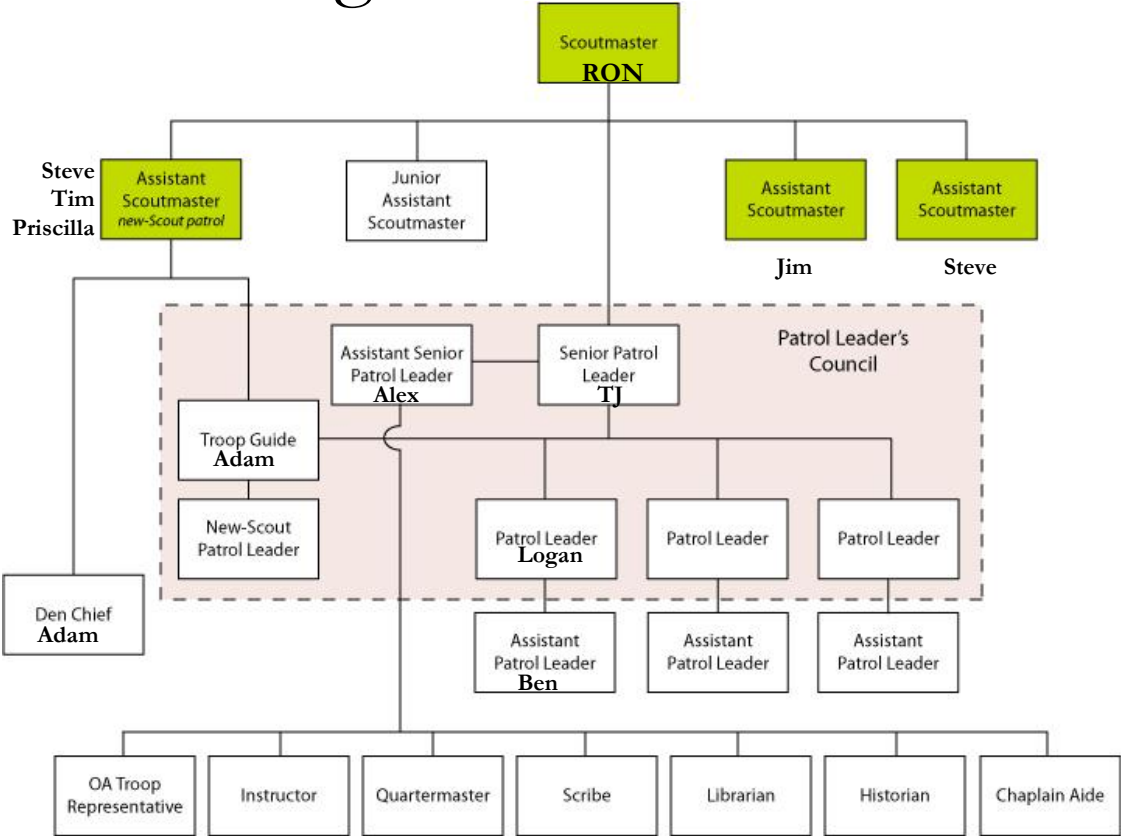 Scoutmaster
RON
Steve
Tim
Priscilla
Assistant
Scoutmaster
new-Scout patrol
Junior
Assistant
Scoutmaster
Assistant
Scoutmaster
Jim
Assistant
Scoutmaster
Steve
Patrol Leader's
Council
Assistant Senior
Patrol Leader
Alex
Senior Patrol
Leader
TJ
Troop Guide
Adam
New-Scout
Patrol Leader
Patrol Leader
Logan
Patrol Leader
Patrol Leader
Den Chief
Adam
Assistant
Patrol Leader
Ben
Assistant
Patrol Leader
Assistant
Patrol Leader
OA Troop
Representative
Instructor
Quartermaster
Scribe
Librarian
Historian
Chaplain Aide